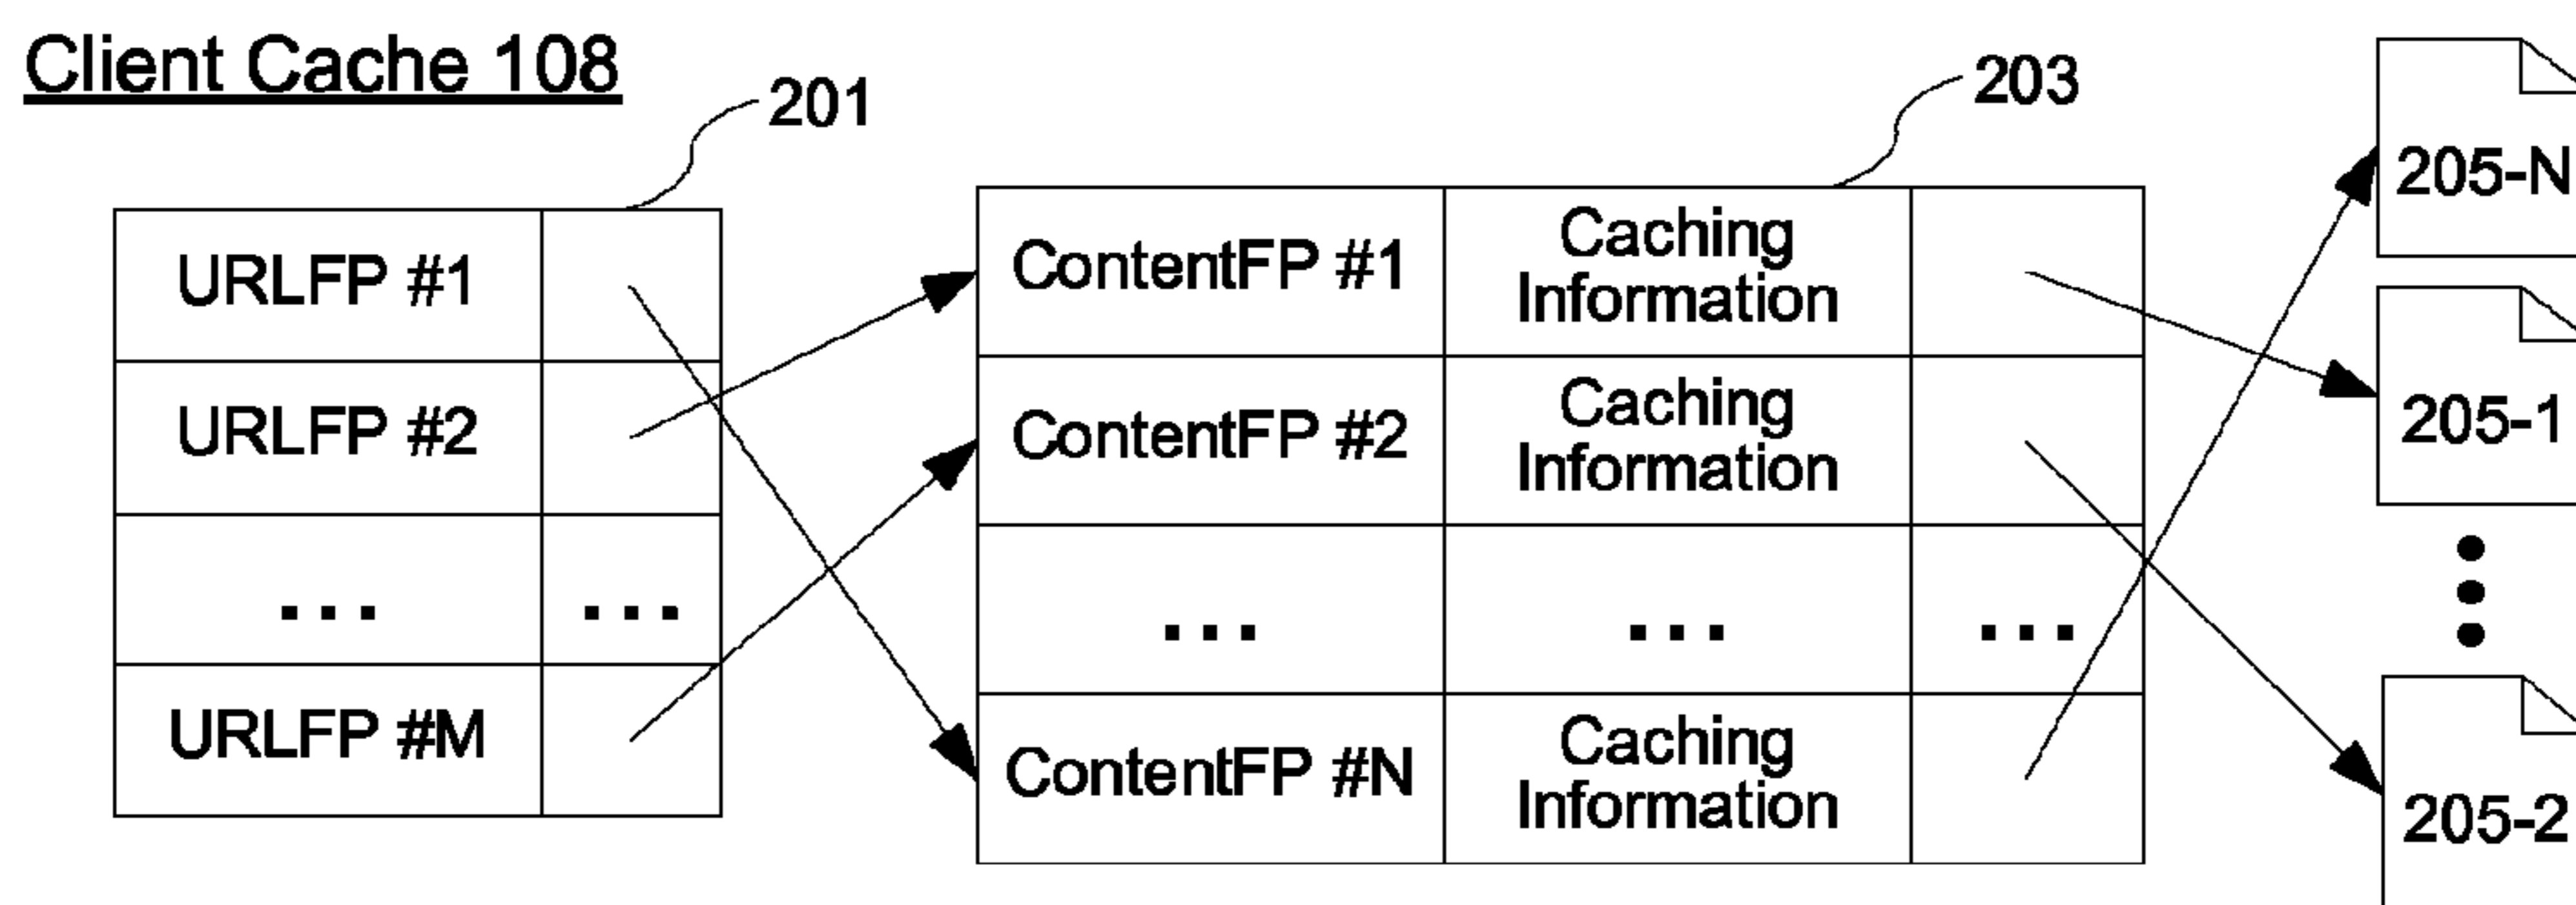 Client Cache 108
201
203
URLFP #1
URLFP #2
... ...
URLFP #M
ContentFP #1
Caching
Information
ContentFP #2
Caching
Information
... ... ...
ContentFP #N
Caching
Information
205-N
205-1
205-2